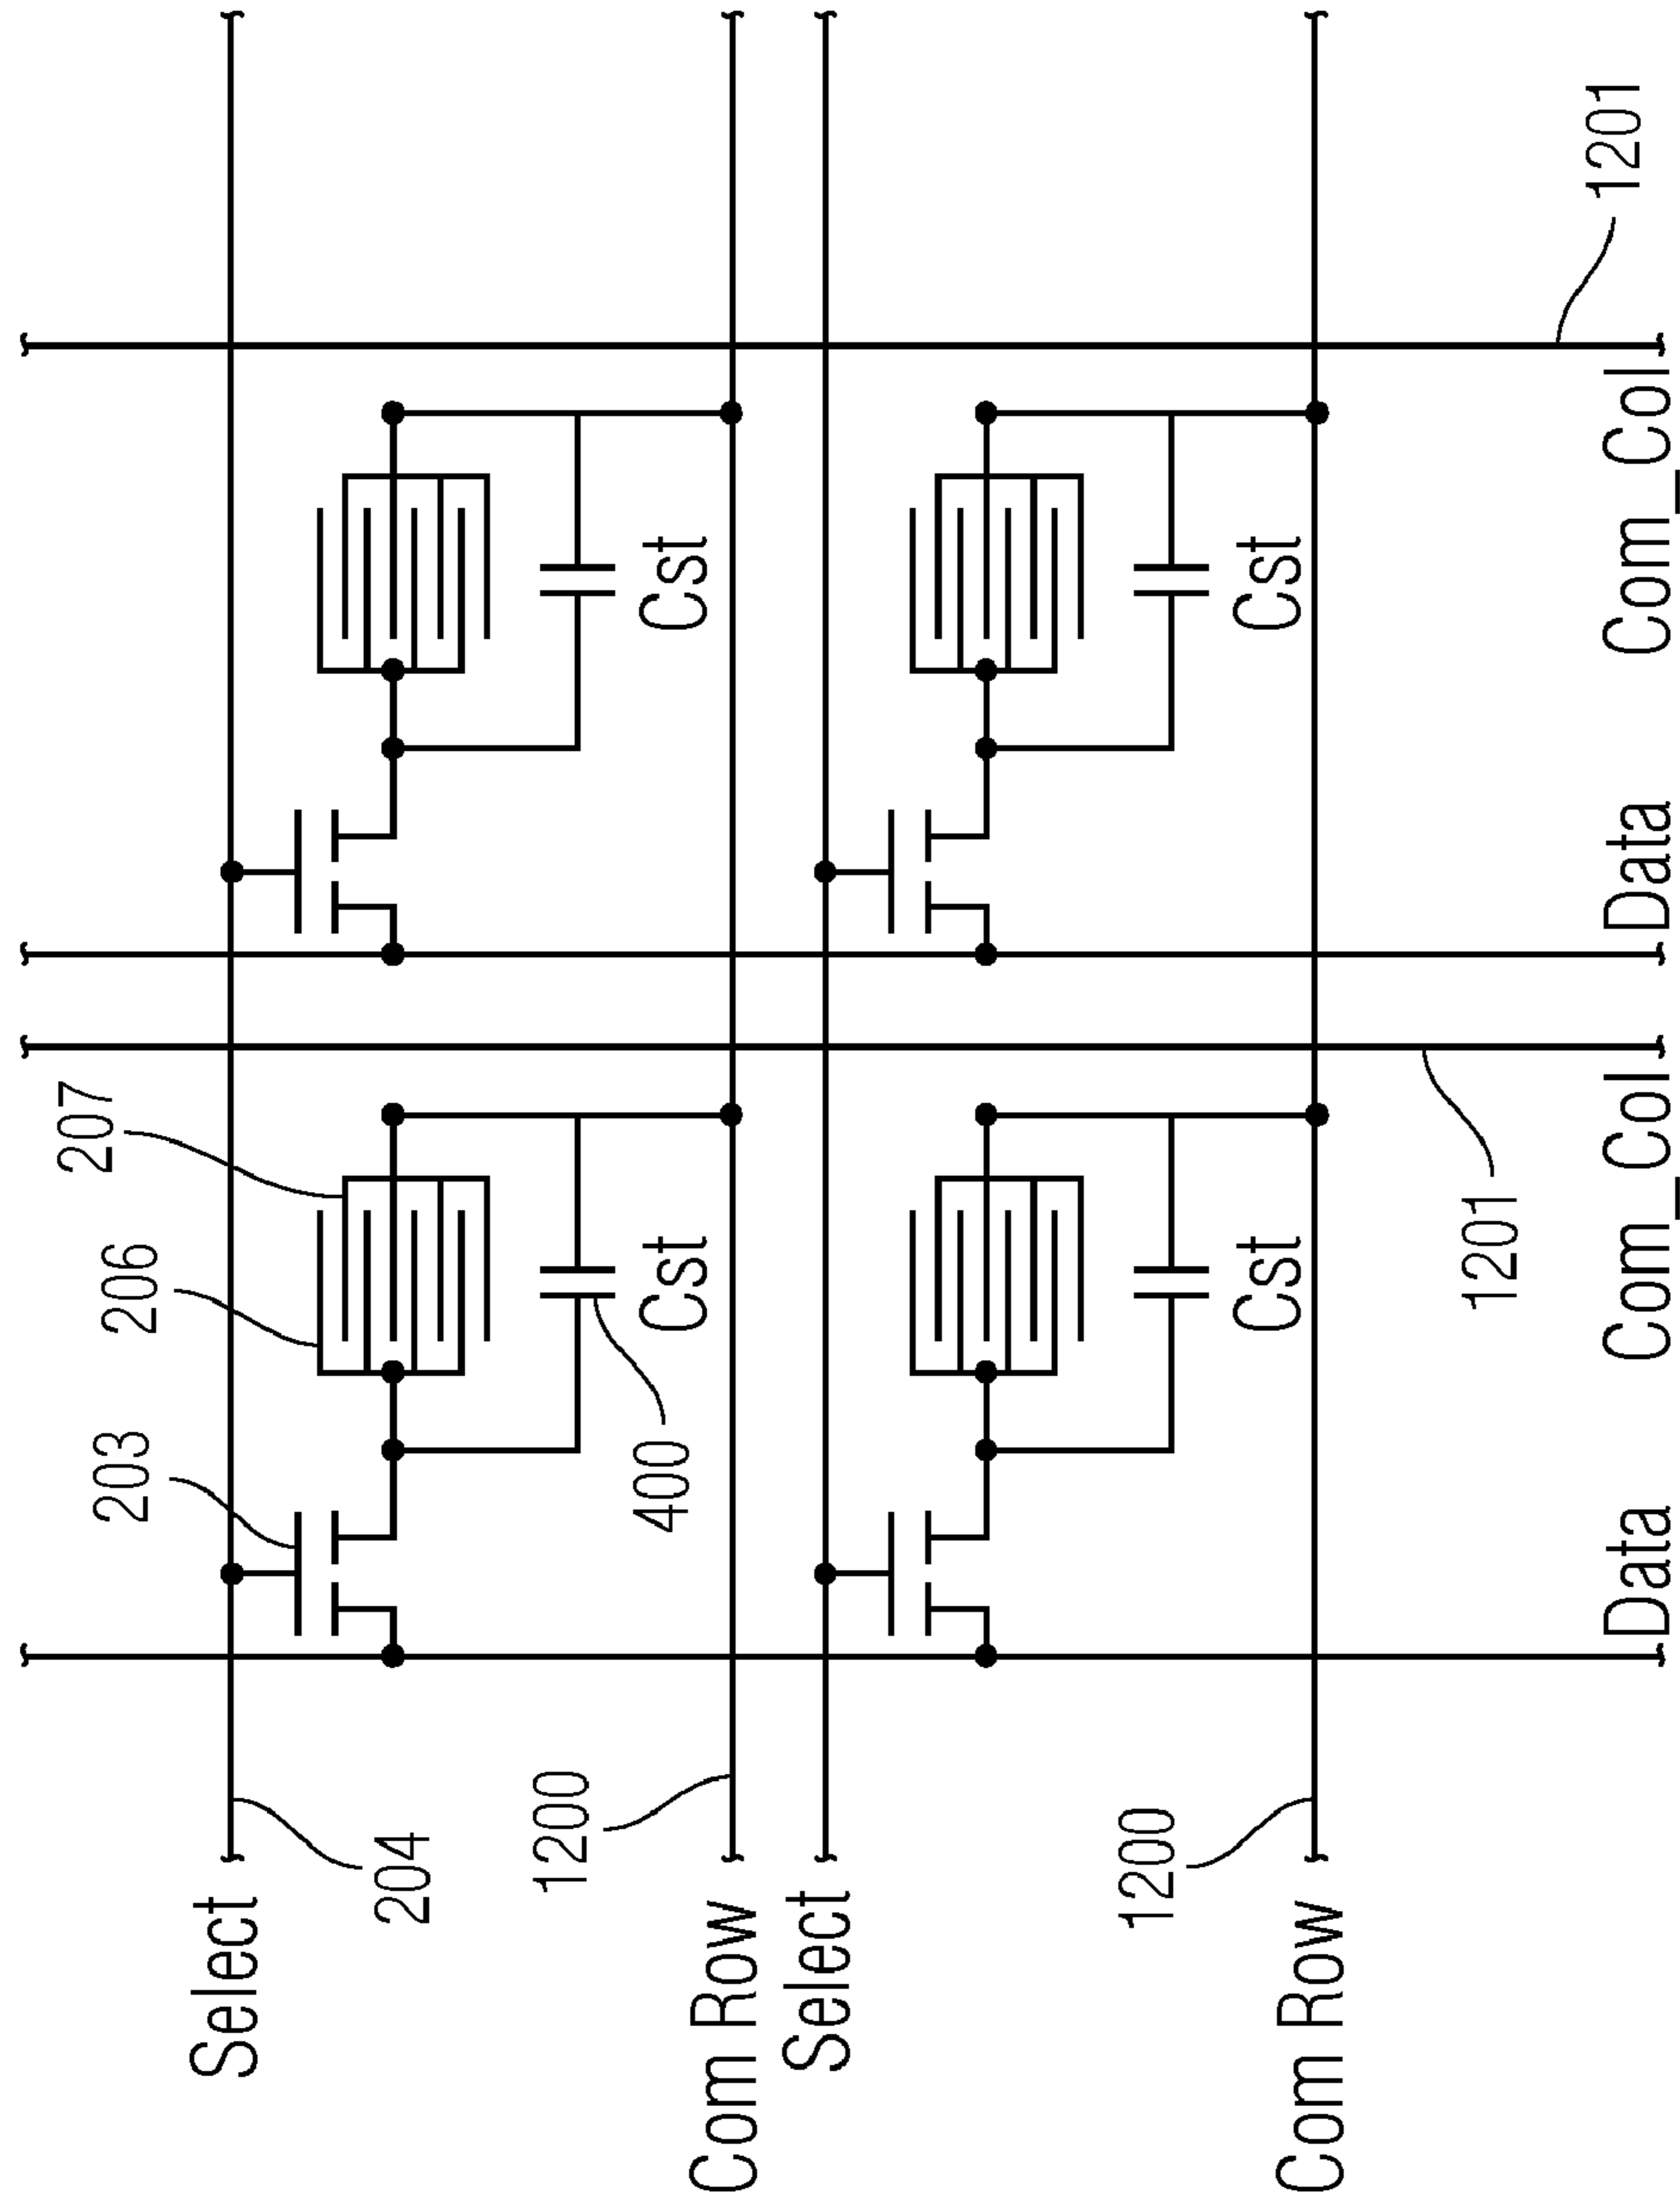 207
203
206
Select
204
1200
400
Cst
Cst
Com Row
Select
1200
Cst
Cst
Com Row
1201
1201
Data
Com_Col
Data
Com_Col